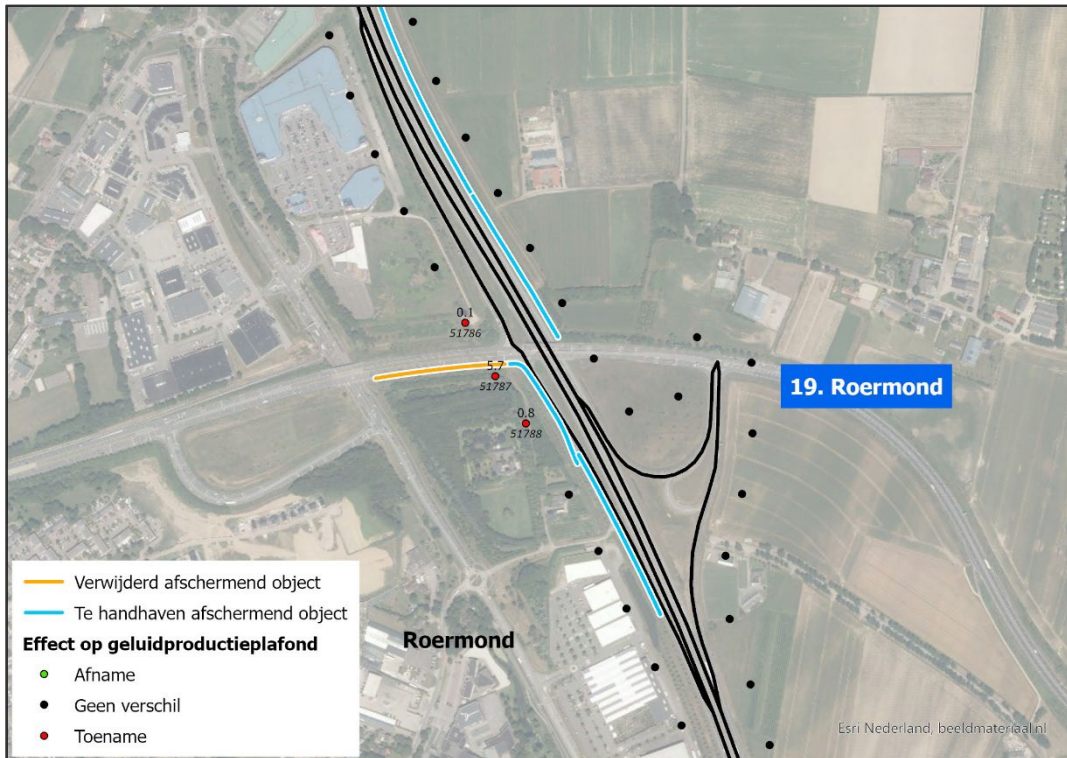 0.1
51786
5.7
51787
0.8
51788
19. Roermond
Verwijderd afschermend object
Te handhaven afschermend object
Effect op geluidproductieplafond
Afname
Geen verschil
Toename
Roermond
Esri Nederland, beeldmateriaal.nl